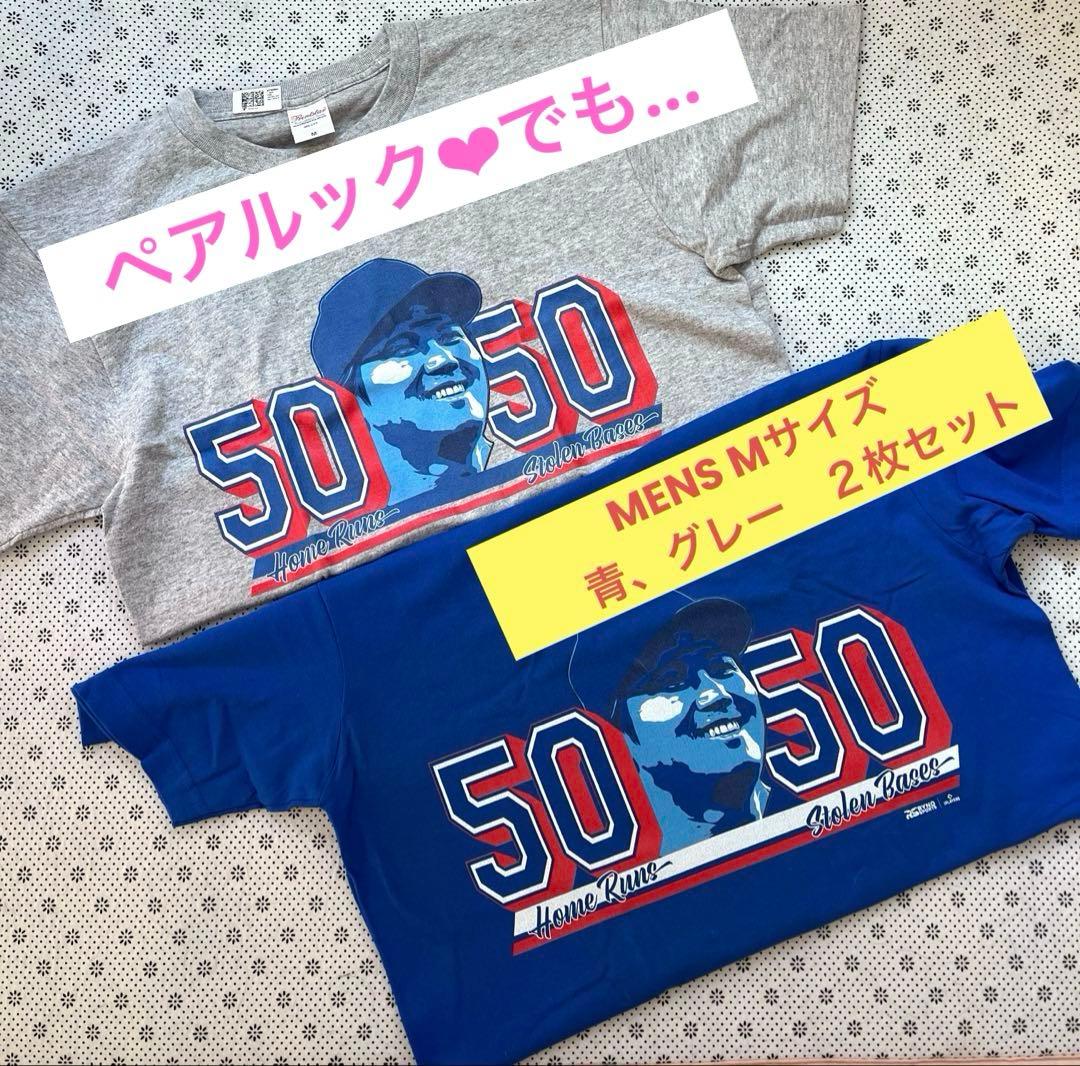 ペアルック❤でも...
M
50 50
Stolen Bases
Home Runs
MENS Mサイズ
青、グレー 2枚セット
50 50
Stolen Bases
Home Runs